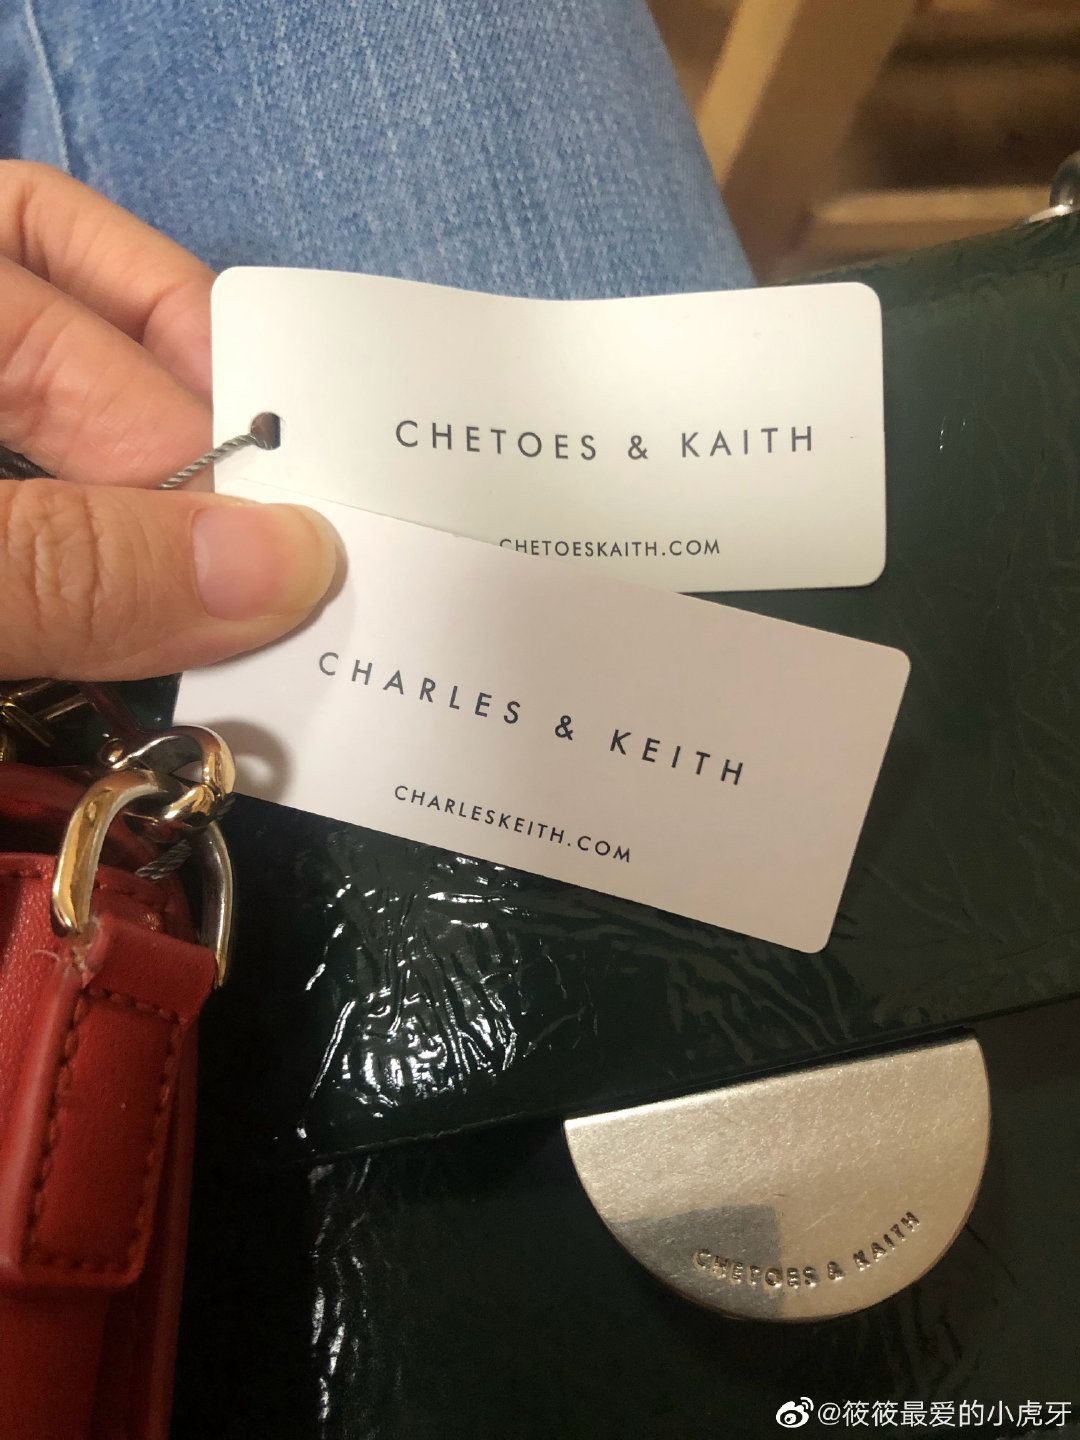 CHETOES & KAITH
CHETOESKAITH.COM
CHARLES & KEITH
CHARLESKEITH.COM
CHETOES & KAITH
@筱筱最爱的小虎牙